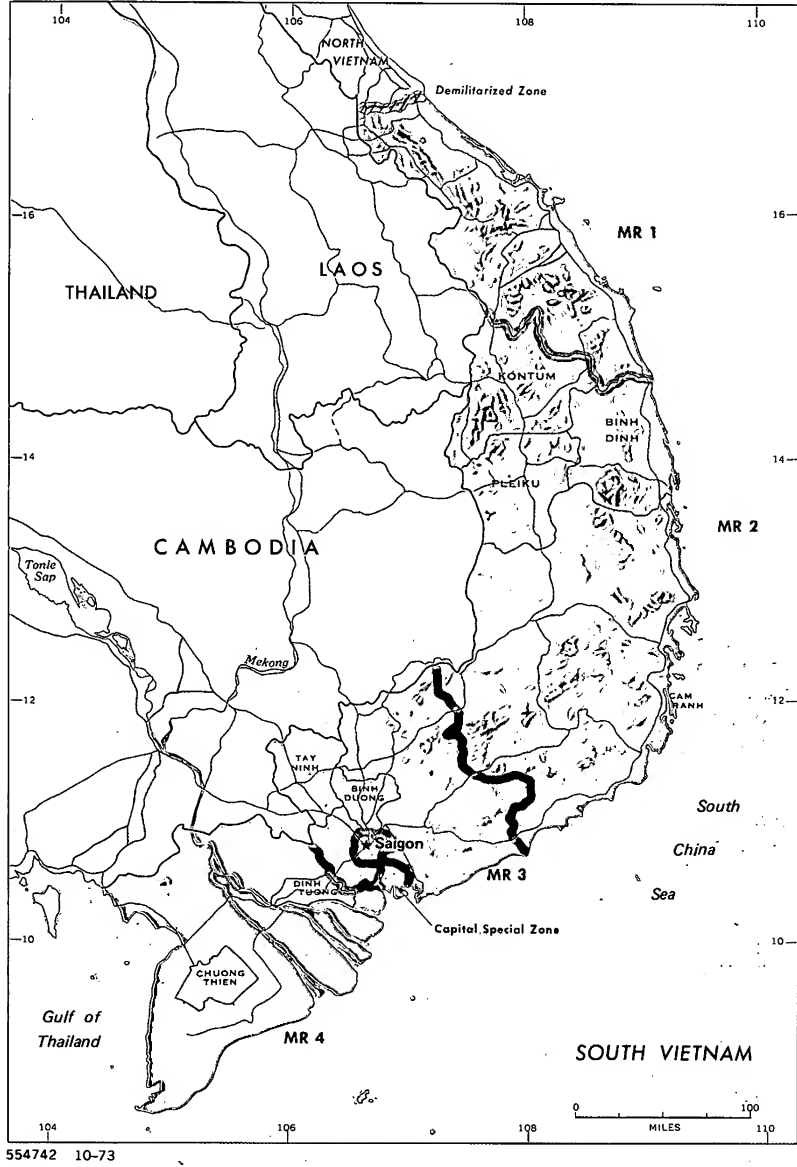 104
106
108
110
NORTH
VIETNAM
Demilitarized Zone
16
16
MR 1
LAOS
THAILAND
KONTUM
BINH
DINH
14
14
PLEIKU
MR 2
CAMBODIA
Tonle
Sap
Mekong
12
12
CAM
RANH
TAY
NINH
BINH
DUONG
South
China
Sea
Saigon
MR 3
DINH
TUONG
Capital Special Zone
10
10
CHUONG
THIEN
Gulf of
Thailand
MR 4
SOUTH VIETNAM
0
100
MILES
104
106
108
110
554742 10-73